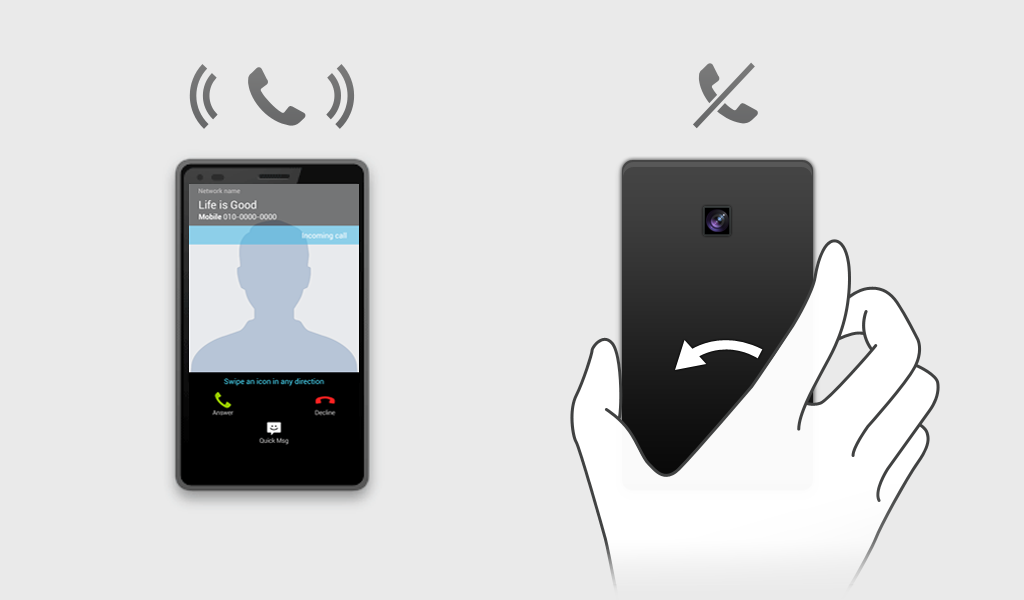 Network name
Life is Good
Mobile 010-0000-0000
Incoming call
Swipe an icon in any direction
Answer
Decline
Quick Msg